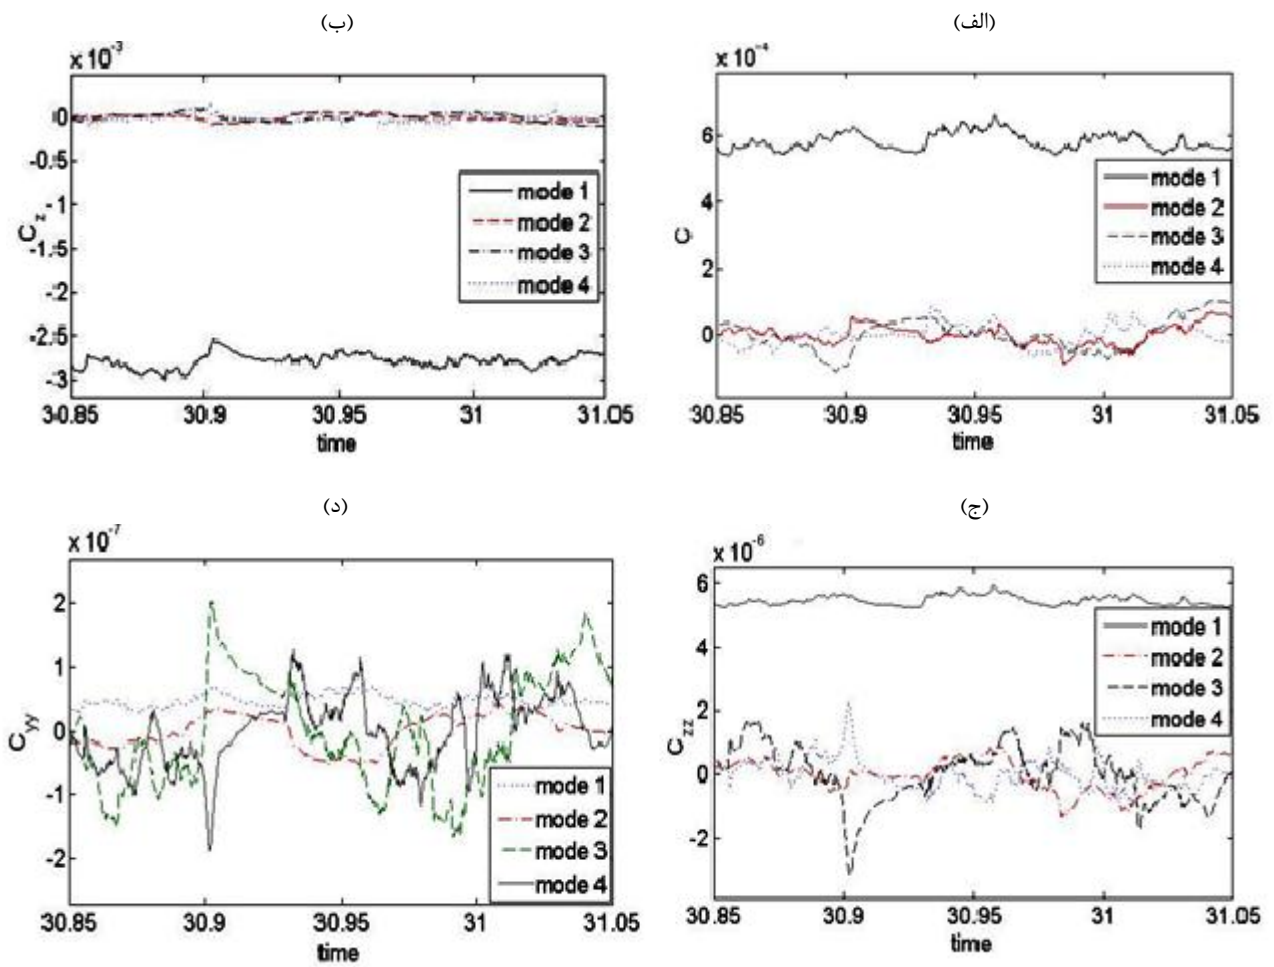 (الف)
x 10⁻⁴
C
6
4
2
0
mode 1
mode 2
mode 3
mode 4
30.85 30.9 30.95 31 31.05
time
(ب)
x 10⁻³
C_z
0
-0.5
-1
-1.5
-2
-2.5
-3
mode 1
mode 2
mode 3
mode 4
30.85 30.9 30.95 31 31.05
time
(ج)
x 10⁻⁶
C_zz
6
4
2
0
-2
mode 1
mode 2
mode 3
mode 4
30.85 30.9 30.95 31 31.05
time
(د)
x 10⁻⁷
C_yy
2
1
0
-1
-2
mode 1
mode 2
mode 3
mode 4
30.85 30.9 30.95 31 31.05
time